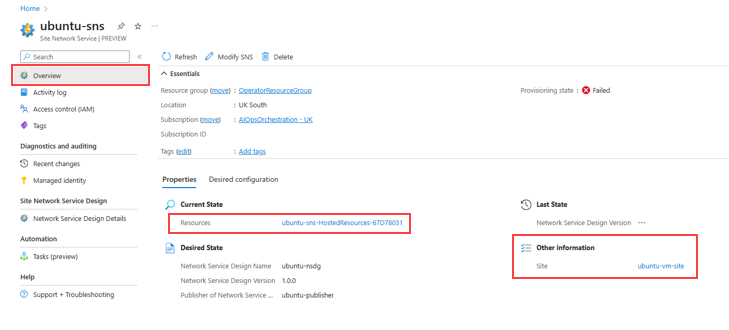 Home >
ubuntu-sns ...
Site Network Service | PREVIEW
Search
«
Overview
Activity log
Access control (IAM)
Tags
Diagnostics and auditing
Recent changes
Managed identity
Site Network Service Design
Network Service Design Details
Automation
Tasks (preview)
Help
Support + Troubleshooting
Refresh Modify SNS Delete
Essentials
Resource group (move) : OperatorResourceGroup
Provisioning state : Failed
Location : UK South
Subscription (move) : AIOpsOrchestration - UK
Subscription ID
Tags (edit) : Add tags
Properties Desired configuration
Current State
Resources ubuntu-sns-HostedResources-67D78031
Desired State
Network Service Design Name ubuntu-nsdg
Network Service Design Version 1.0.0
Publisher of Network Service ... ubuntu-publisher
Last State
Network Service Design Version ---
Other information
Site ubuntu-vm-site